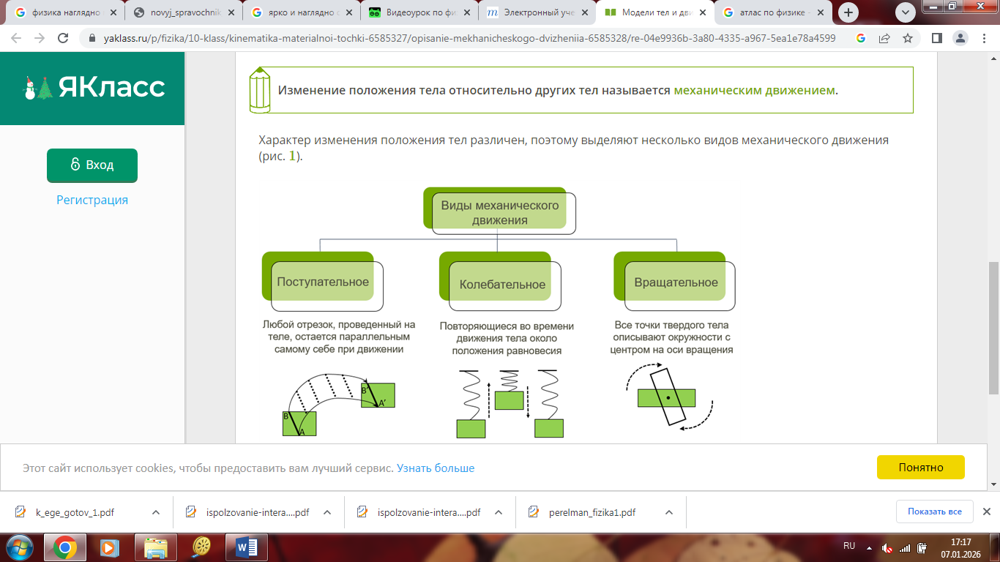 физика наглядно
novyj_spravochnik
ярко и наглядно
Видеоурок по фи
Электронный уче
Модели тел и дви
атлас по физике -
yaklass.ru/p/fizika/10-klass/kinematika-materialnoi-tochki-6585327/opisanie-mekhanicheskogo-dvizheniia-6585328/re-04e9936b-3a80-4335-a967-5ea1e78a4599
ЯКласс
Вход
Регистрация
Изменение положения тела относительно других тел называется механическим движением.
Характер изменения положения тел различен, поэтому выделяют несколько видов механического движения
(рис. 1).
Виды механического
движения
Поступательное
Колебательное
Вращательное
Любой отрезок, проведенный на
теле, остается параллельным
самому себе при движении
Повторяющиеся во времени
движения тела около
положения равновесия
Все точки твердого тела
описывают окружности с
центром на оси вращения
B
A
B'
A'
Этот сайт использует cookies, чтобы предоставить вам лучший сервис. Узнать больше
Понятно
k_ege_gotov_1.pdf
ispolzovanie-intera....pdf
ispolzovanie-intera....pdf
perelman_fizika1.pdf
Показать все
RU
17:17
07.01.2026